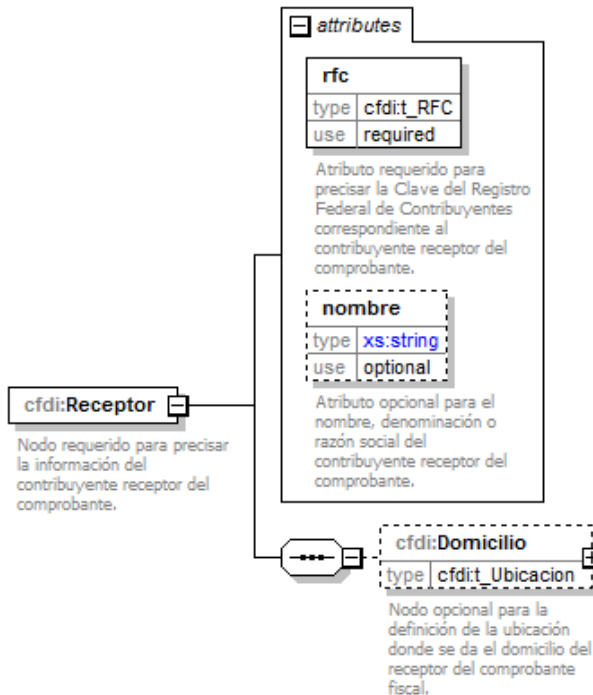 attributes
rfc
type cfdi:t_RFC
use required
Atributo requerido para
precisar la Clave del Registro
Federal de Contribuyentes
correspondiente al
contribuyente receptor del
comprobante.
nombre
type xs:string
use optional
Atributo opcional para el
nombre, denominación o
razón social del
contribuyente receptor del
comprobante.
cfdi:Receptor
Nodo requerido para precisar
la información del
contribuyente receptor del
comprobante.
cfdi:Domicilio
type cfdi:t_Ubicacion
Nodo opcional para la
definición de la ubicación
donde se da el domicilio del
receptor del comprobante
fiscal.